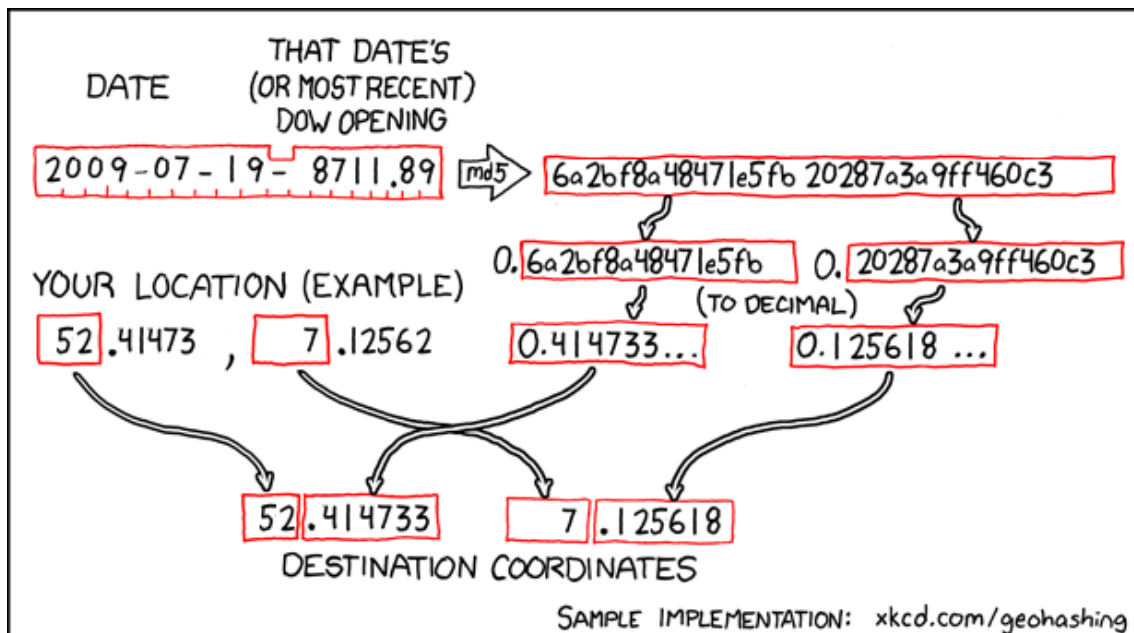 DATE
THAT DATE'S
(OR MOST RECENT)
DOW OPENING
2009-07-19- 8711.89
md5
6a2bf8a48471e5fb 20287a3a9ff460c3
0.6a2bf8a48471e5fb
0. 20287a3a9ff460c3
(TO DECIMAL)
YOUR LOCATION (EXAMPLE)
52.41473 , 7.12562
0.414733...
0.125618 ...
52.414733
7.125618
DESTINATION COORDINATES
SAMPLE IMPLEMENTATION: xkcd.com/geohashing